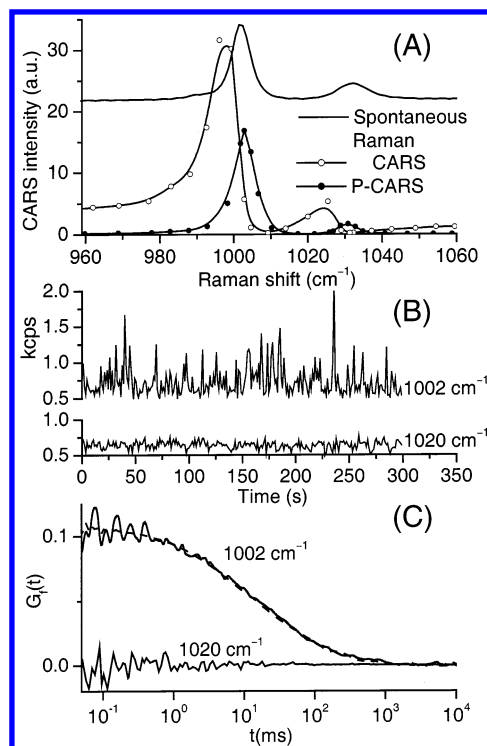 (A)
CARS intensity (a.u.)
30
20
10
0
Spontaneous
Raman
CARS
P-CARS
960 980 1000 1020 1040 1060
Raman shift (cm⁻¹)
(B)
kcps
2.0
1.5
1.0
0.5
1002 cm⁻¹
1.0
0.5
1020 cm⁻¹
0 50 100 150 200 250 300 350
Time (s)
(C)
G_f(t)
0.1
0.0
1002 cm⁻¹
1020 cm⁻¹
10⁻¹ 10⁰ 10¹ 10² 10³ 10⁴
t(ms)